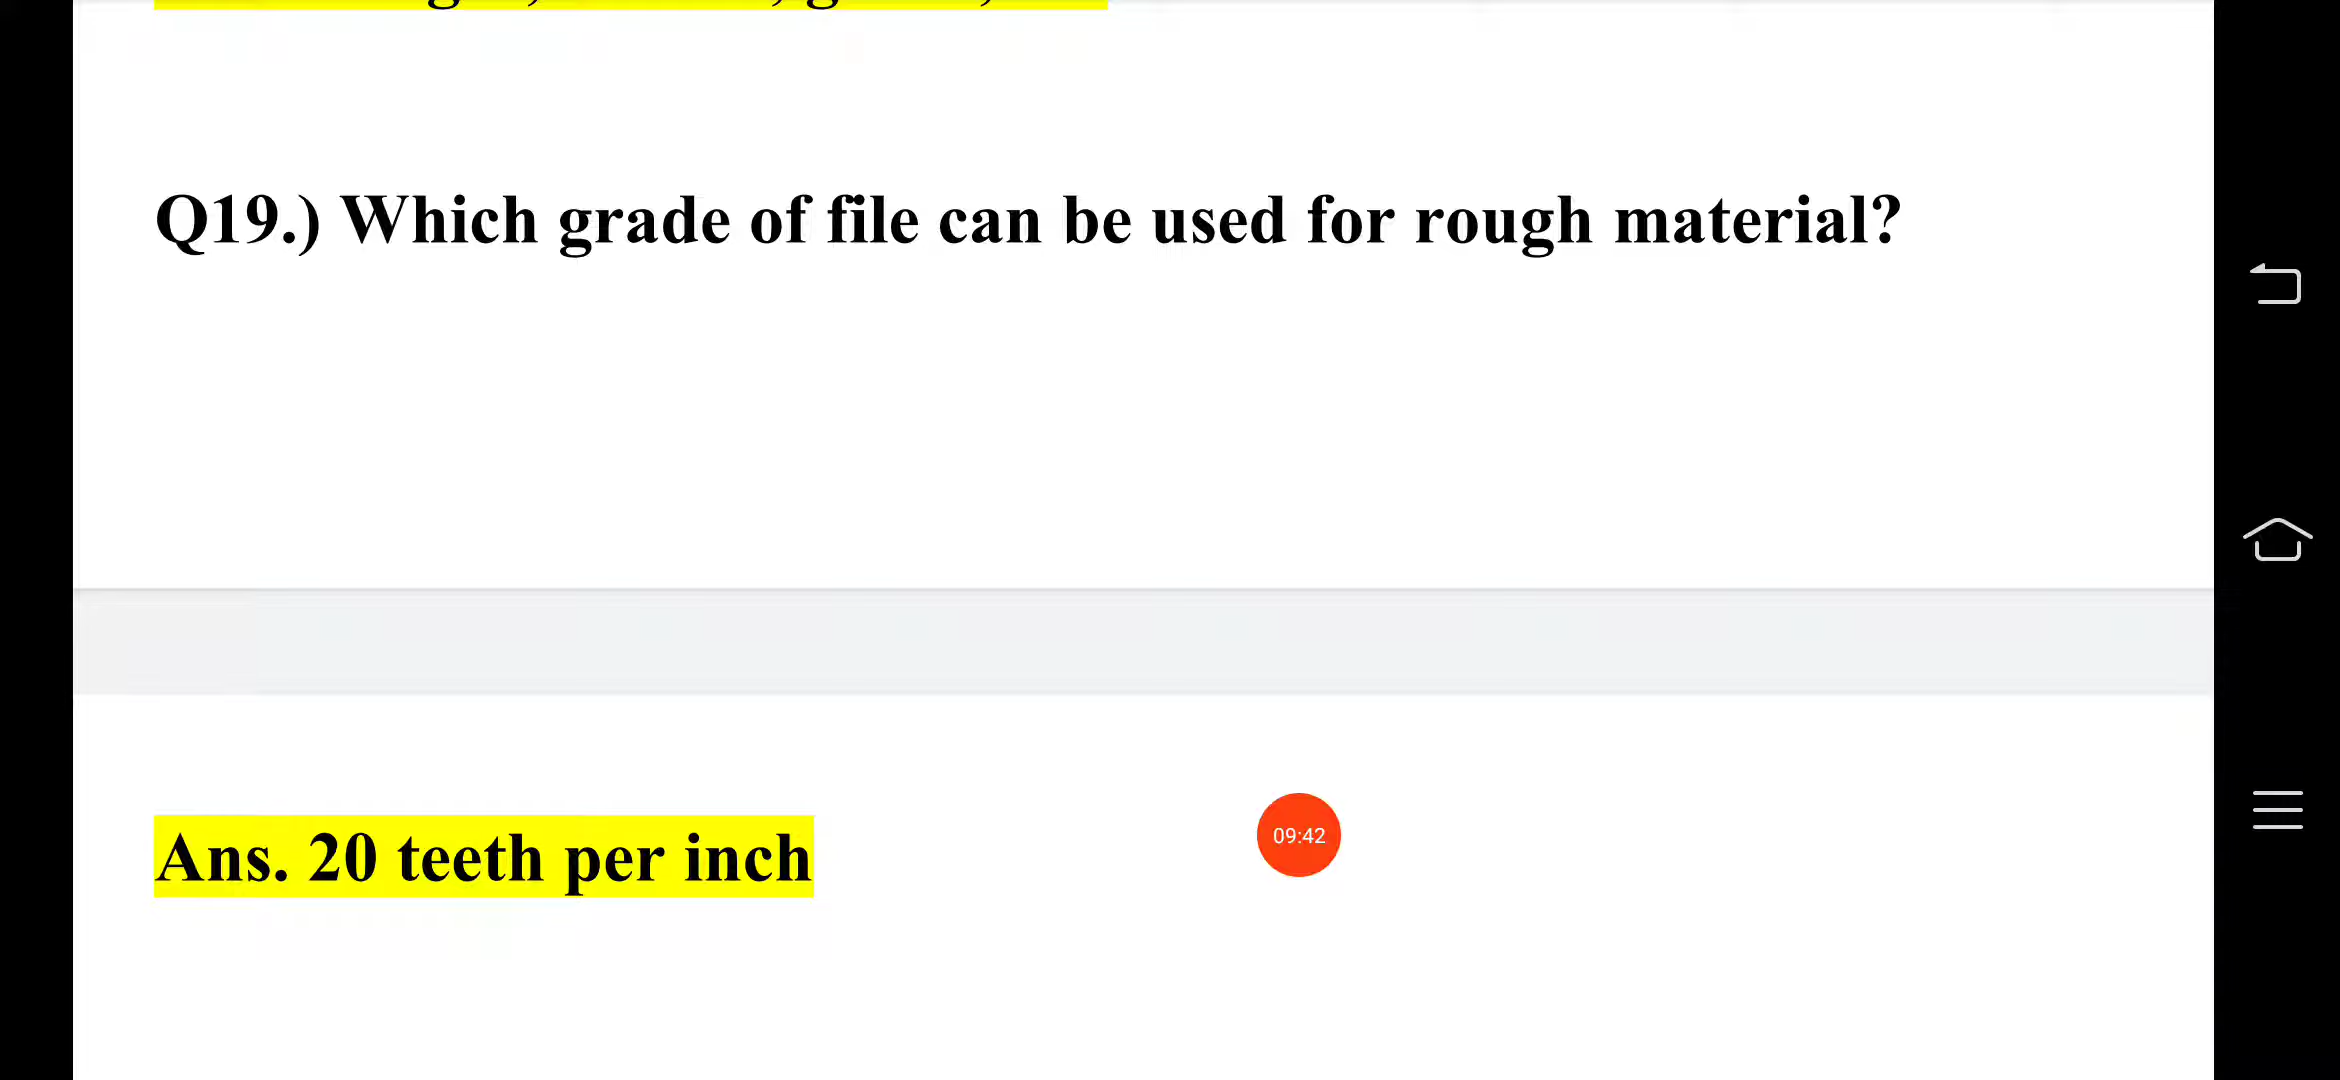 Q19.) Which grade of file can be used for rough material?
Ans. 20 teeth per inch
09:42